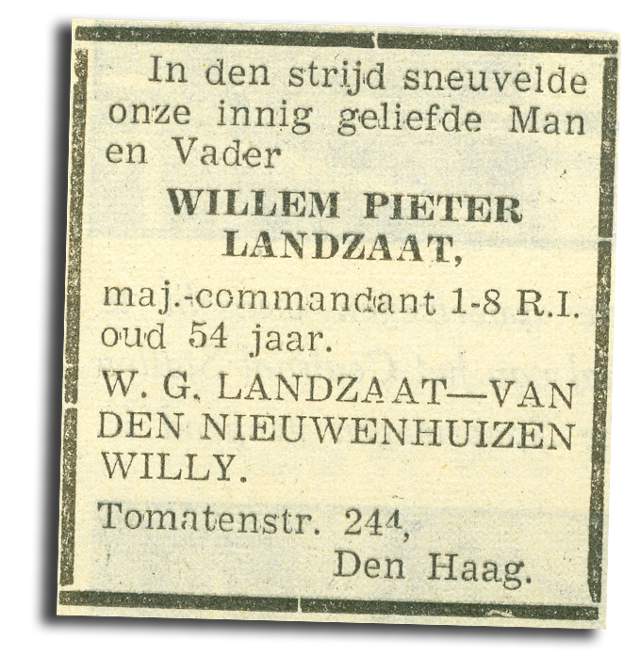 In den strijd sneuvelde
onze innig geliefde Man
en Vader
WILLEM PIETER
LANDZAAT,
maj.-commandant 1-8 R.I.
oud 54 jaar.
W. G. LANDZAAT—VAN
DEN NIEUWENHUIZEN
WILLY.
Tomatenstr. 244,
Den Haag.